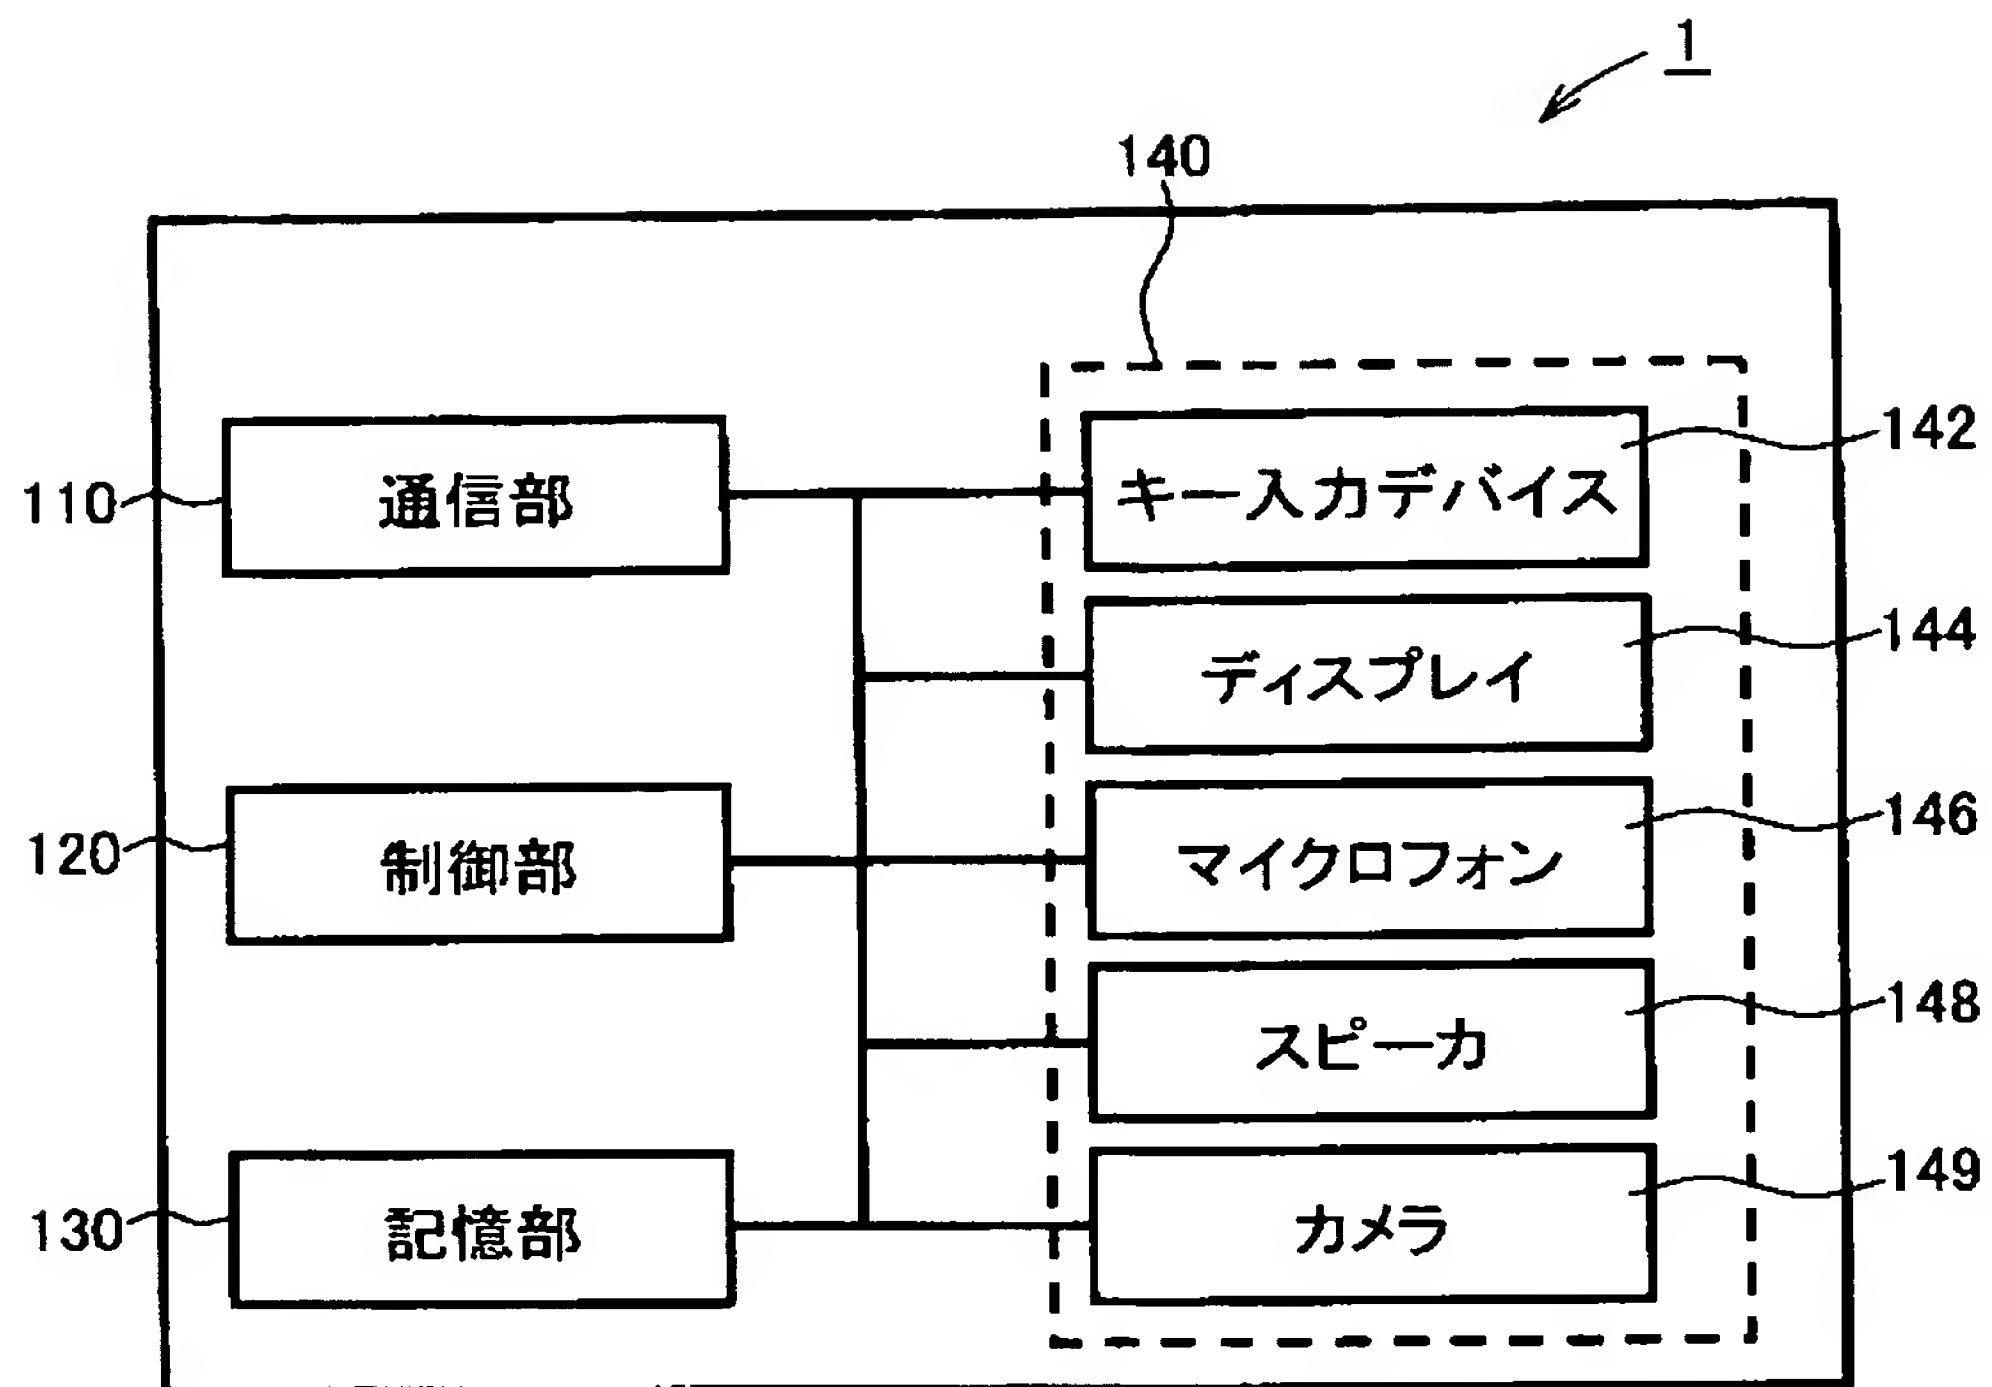 1
140
通信部
110
キー入力デバイス
142
ディスプレイ
144
制御部
120
マイクロフォン
146
スピーカ
148
記憶部
130
カメラ
149